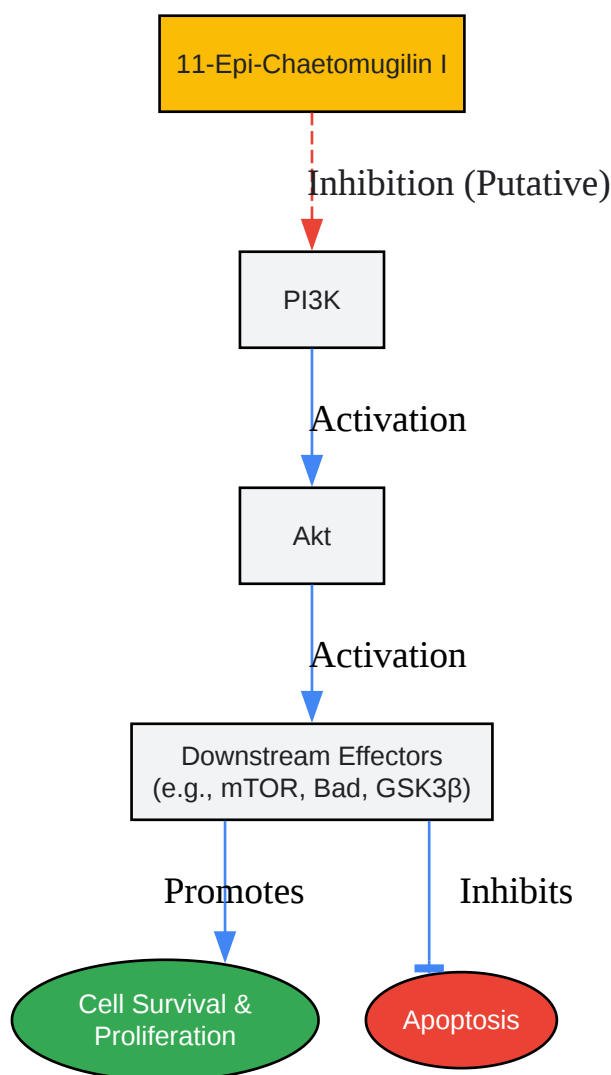 11-Epi-Chaetomugilin I
Inhibition (Putative)
PI3K
Activation
Akt
Activation
Downstream Effectors
(e.g., mTOR, Bad, GSK3β)
Promotes
Inhibits
Cell Survival &
Proliferation
Apoptosis